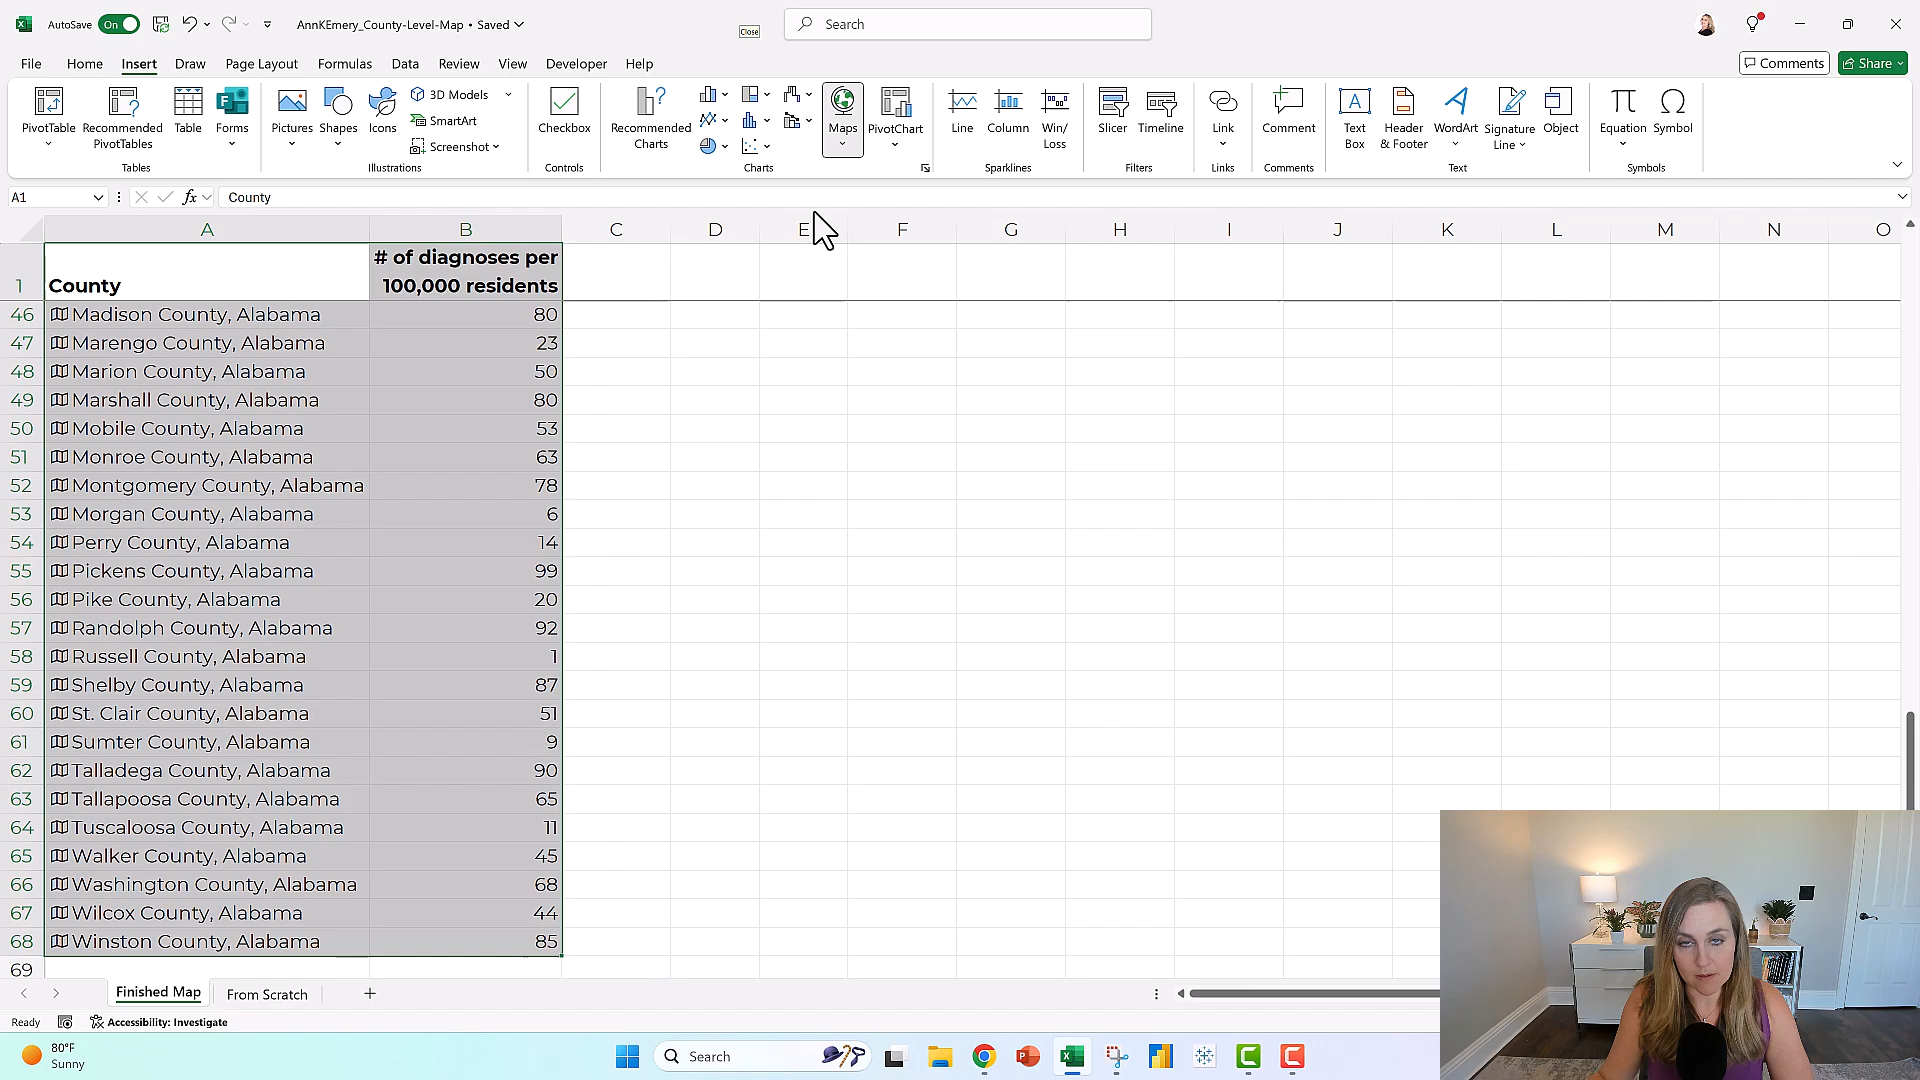 AutoSave On AnnKEmery_County-Level-Map • Saved Close Search
File Home Insert Draw Page Layout Formulas Data Review View Developer Help Comments Share
PivotTable Recommended PivotTables Table Forms
Tables
Pictures Shapes Icons 3D Models SmartArt Screenshot
Illustrations
Checkbox
Controls
Recommended Charts Maps PivotChart
Charts
Line Column Win/Loss
Sparklines
Slicer Timeline
Filters
Link
Links
Comment
Comments
Text Box Header & Footer WordArt Signature Line Object
Text
Equation Symbol
Symbols
A1 fx County
A B C D E F G H I J K L M N O
1 County # of diagnoses per 100,000 residents
46 Madison County, Alabama 80
47 Marengo County, Alabama 23
48 Marion County, Alabama 50
49 Marshall County, Alabama 80
50 Mobile County, Alabama 53
51 Monroe County, Alabama 63
52 Montgomery County, Alabama 78
53 Morgan County, Alabama 6
54 Perry County, Alabama 14
55 Pickens County, Alabama 99
56 Pike County, Alabama 20
57 Randolph County, Alabama 92
58 Russell County, Alabama 1
59 Shelby County, Alabama 87
60 St. Clair County, Alabama 51
61 Sumter County, Alabama 9
62 Talladega County, Alabama 90
63 Tallapoosa County, Alabama 65
64 Tuscaloosa County, Alabama 11
65 Walker County, Alabama 45
66 Washington County, Alabama 68
67 Wilcox County, Alabama 44
68 Winston County, Alabama 85
69
Finished Map From Scratch
Ready Accessibility: Investigate
80°F
Sunny
Search